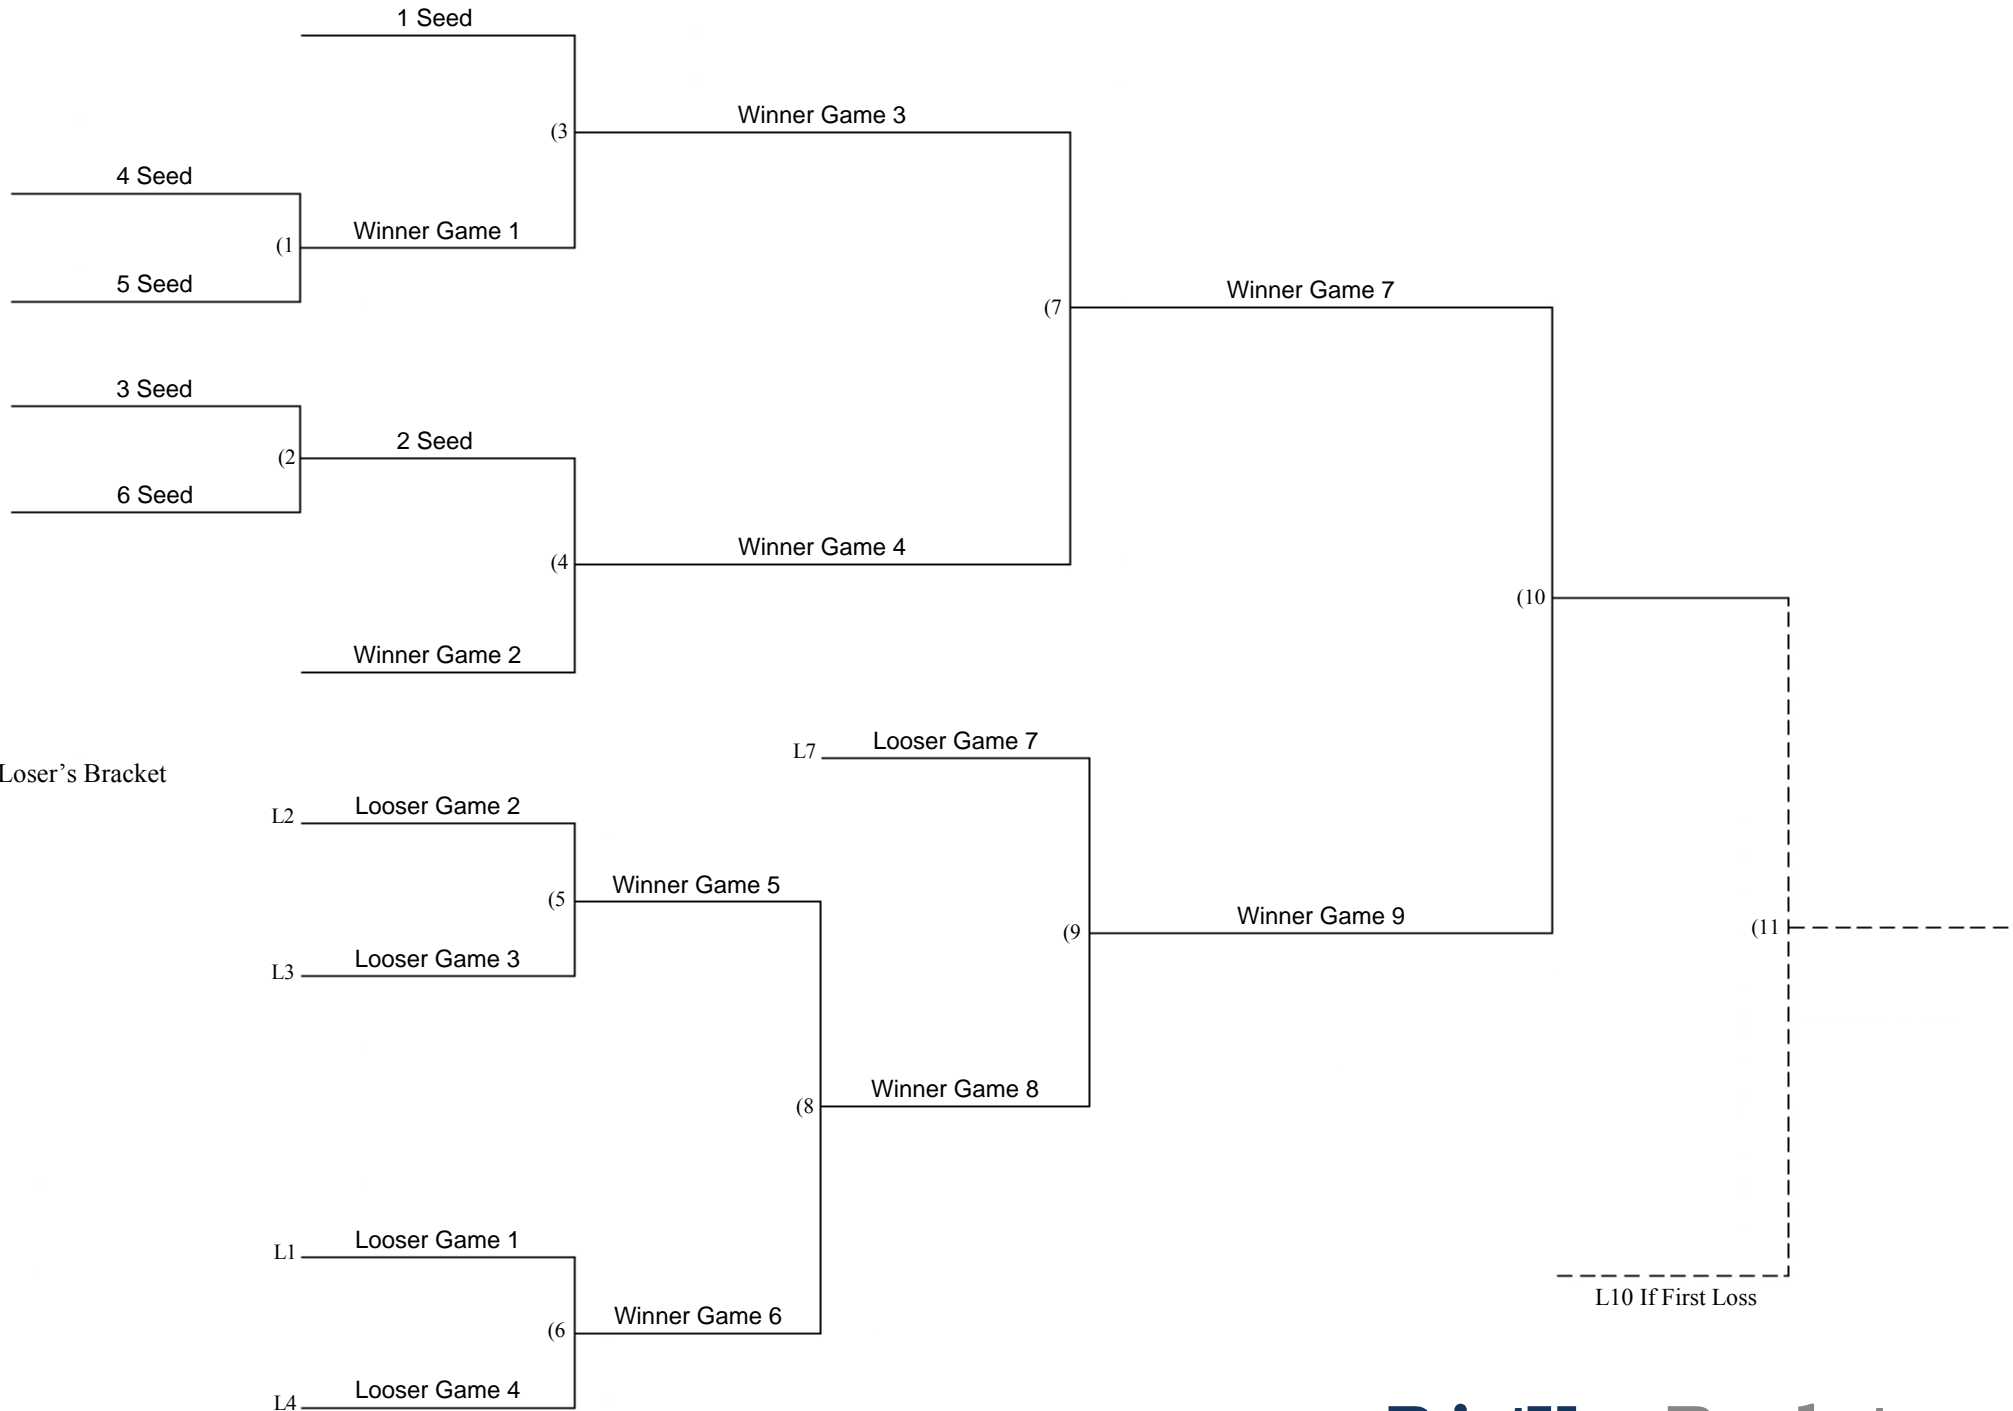 1 Seed
(3
Winner Game 3
4 Seed
(1
Winner Game 1
5 Seed
(7
Winner Game 7
3 Seed
(2
2 Seed
6 Seed
(4
Winner Game 4
(10
Winner Game 2
L7
Looser Game 7
Loser’s Bracket
L2
Looser Game 2
(5
Winner Game 5
L3
Looser Game 3
(9
Winner Game 9
(11
(8
Winner Game 8
L1
Looser Game 1
L10 If First Loss
(6
Winner Game 6
L4
Looser Game 4